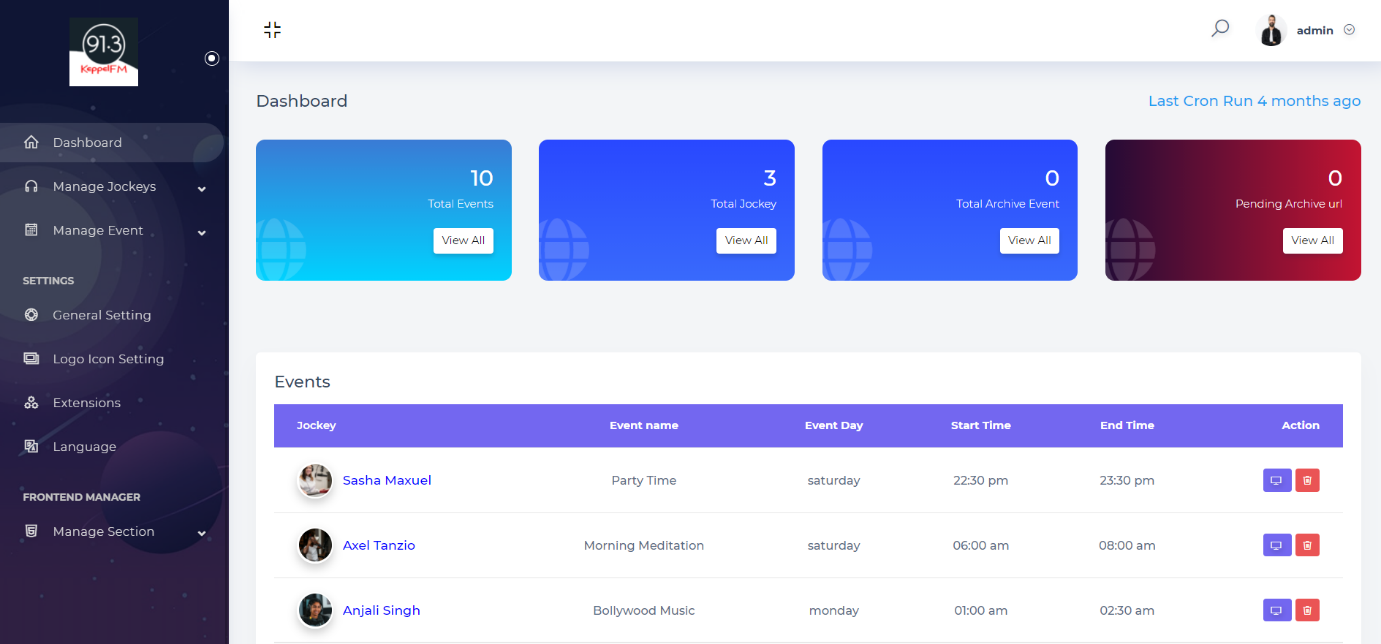 91.3
KeppelFM
admin
Dashboard
Manage Jockeys
Manage Event
SETTINGS
General Setting
Logo Icon Setting
Extensions
Language
FRONTEND MANAGER
Manage Section
Dashboard
Last Cron Run 4 months ago
10
Total Events
View All
3
Total Jockey
View All
0
Total Archive Event
View All
0
Pending Archive url
View All
Events
Jockey Event name Event Day Start Time End Time Action
Sasha Maxuel Party Time saturday 22:30 pm 23:30 pm
Axel Tanzio Morning Meditation saturday 06:00 am 08:00 am
Anjali Singh Bollywood Music monday 01:00 am 02:30 am